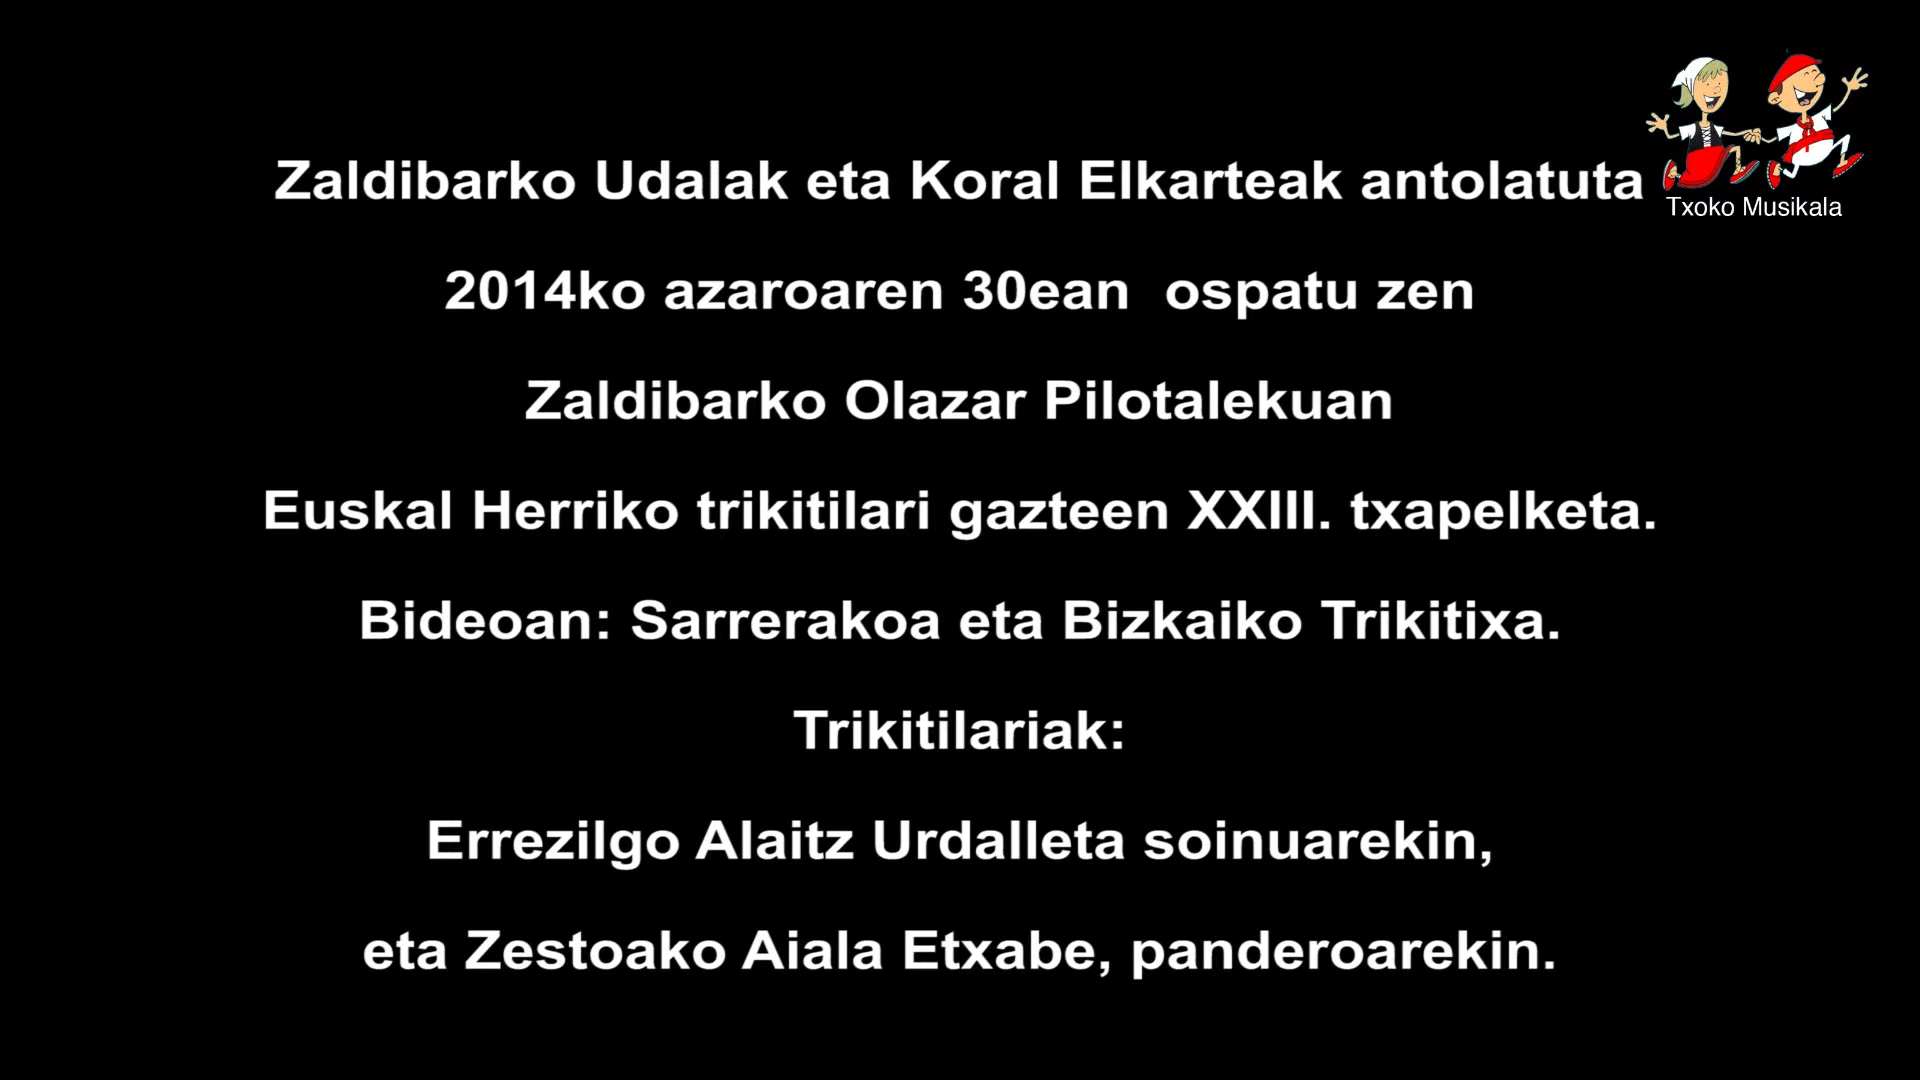 Zaldibarko Udalak eta Koral Elkarteak antolatuta
Txoko Musikala
2014ko azaroaren 30ean  ospatu zen
Zaldibarko Olazar Pilotalekuan
Euskal Herriko trikitilari gazteen XXIII. txapelketa.
Bideoan: Sarrerakoa eta Bizkaiko Trikitixa.
Trikitilariak:
Errezilgo Alaitz Urdalleta soinuarekin,
eta Zestoako Aiala Etxabe, panderoarekin.